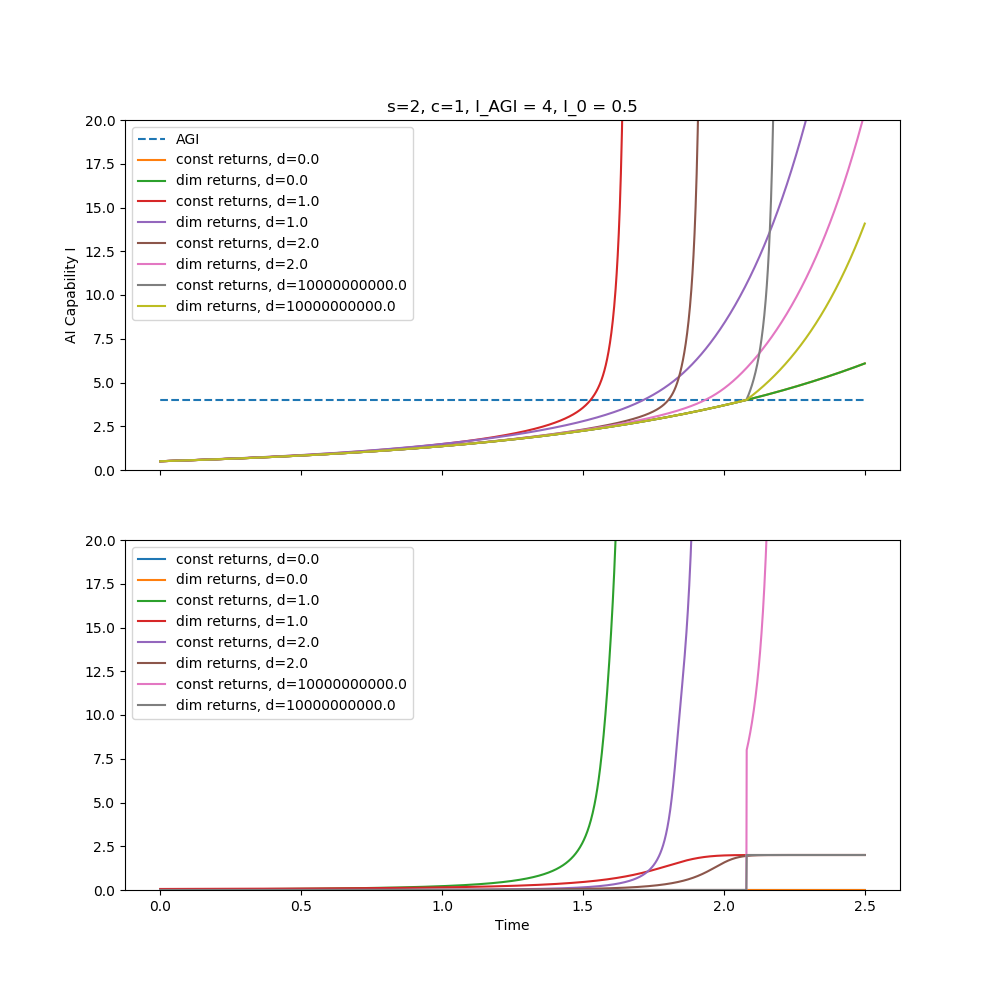 s=2, c=1, I_AGI = 4, I_0 = 0.5
20.0
17.5
15.0
12.5
10.0
7.5
5.0
2.5
0.0
AI Capability I
AGI
const returns, d=0.0
dim returns, d=0.0
const returns, d=1.0
dim returns, d=1.0
const returns, d=2.0
dim returns, d=2.0
const returns, d=10000000000.0
dim returns, d=10000000000.0
20.0
17.5
15.0
12.5
10.0
7.5
5.0
2.5
0.0
const returns, d=0.0
dim returns, d=0.0
const returns, d=1.0
dim returns, d=1.0
const returns, d=2.0
dim returns, d=2.0
const returns, d=10000000000.0
dim returns, d=10000000000.0
0.0 0.5 1.0 1.5 2.0 2.5
Time